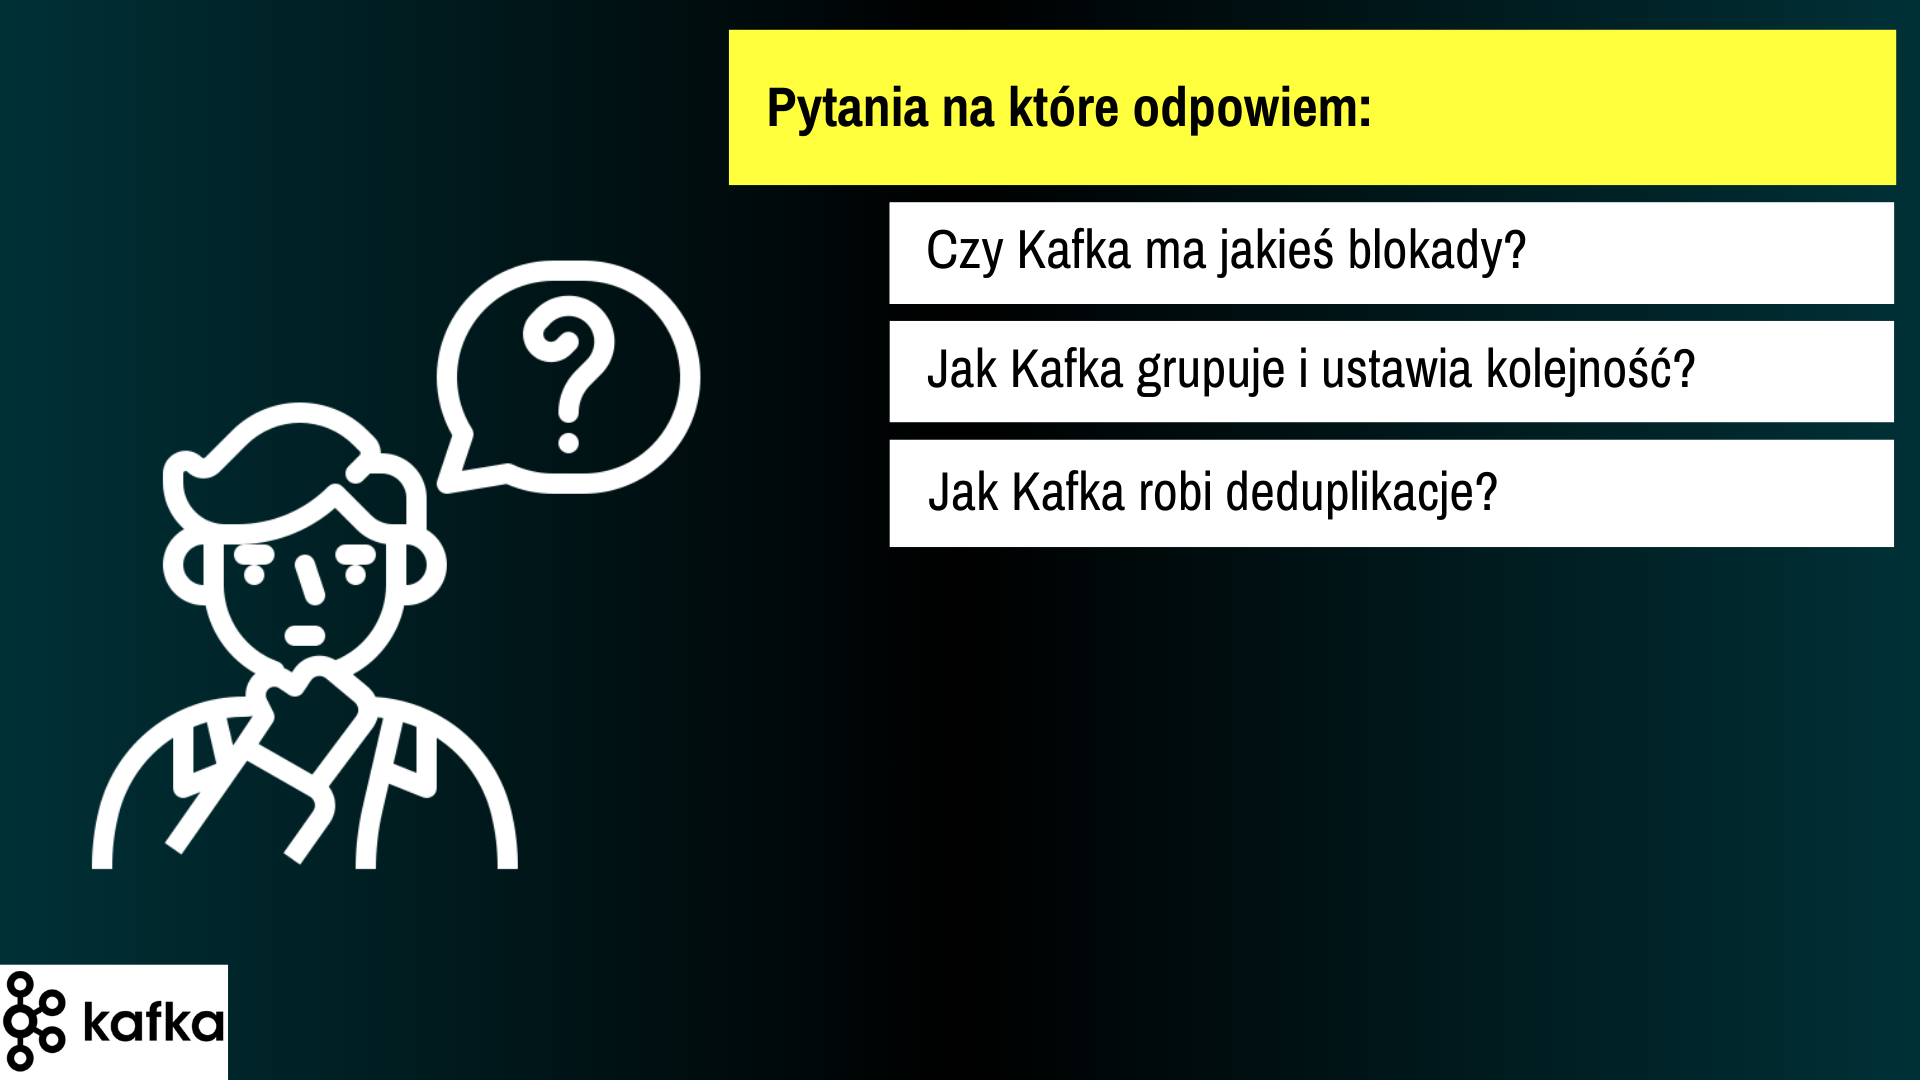 Pytania na które odpowiem:
Czy Kafka ma jakieś blokady?
Jak Kafka grupuje i ustawia kolejność?
Jak Kafka robi deduplikacje?
?
kafka